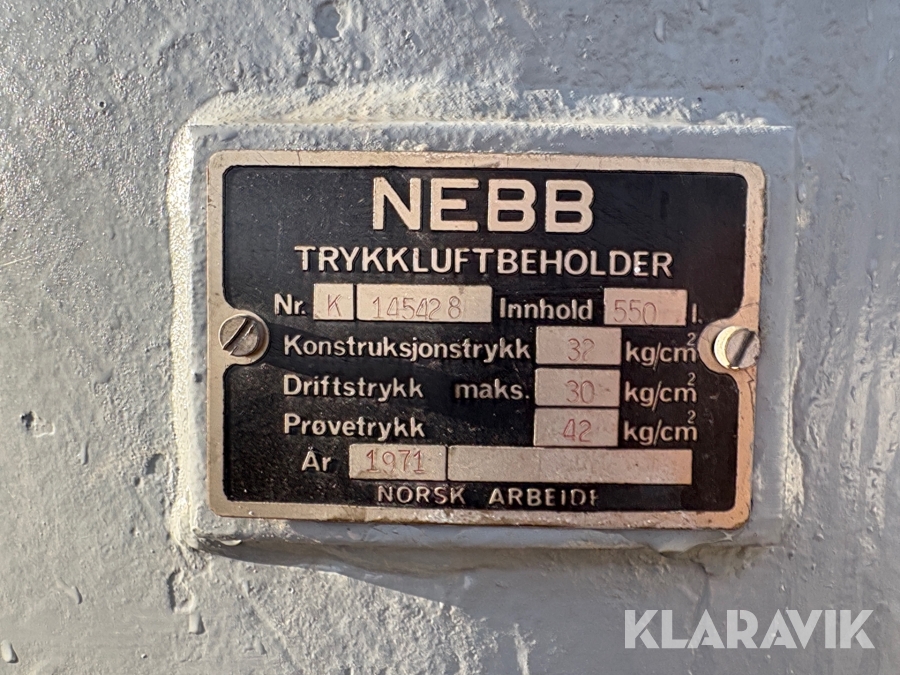 NEBB
TRYKKLUFTBEHOLDER
Nr. K 145428 Innhold 550 l.
Konstruksjonstrykk 32 kg/cm²
Driftstrykk maks. 30 kg/cm²
Prøvetrykk 42 kg/cm²
År 1971
NORSK ARBEIDE
KLARAVIK